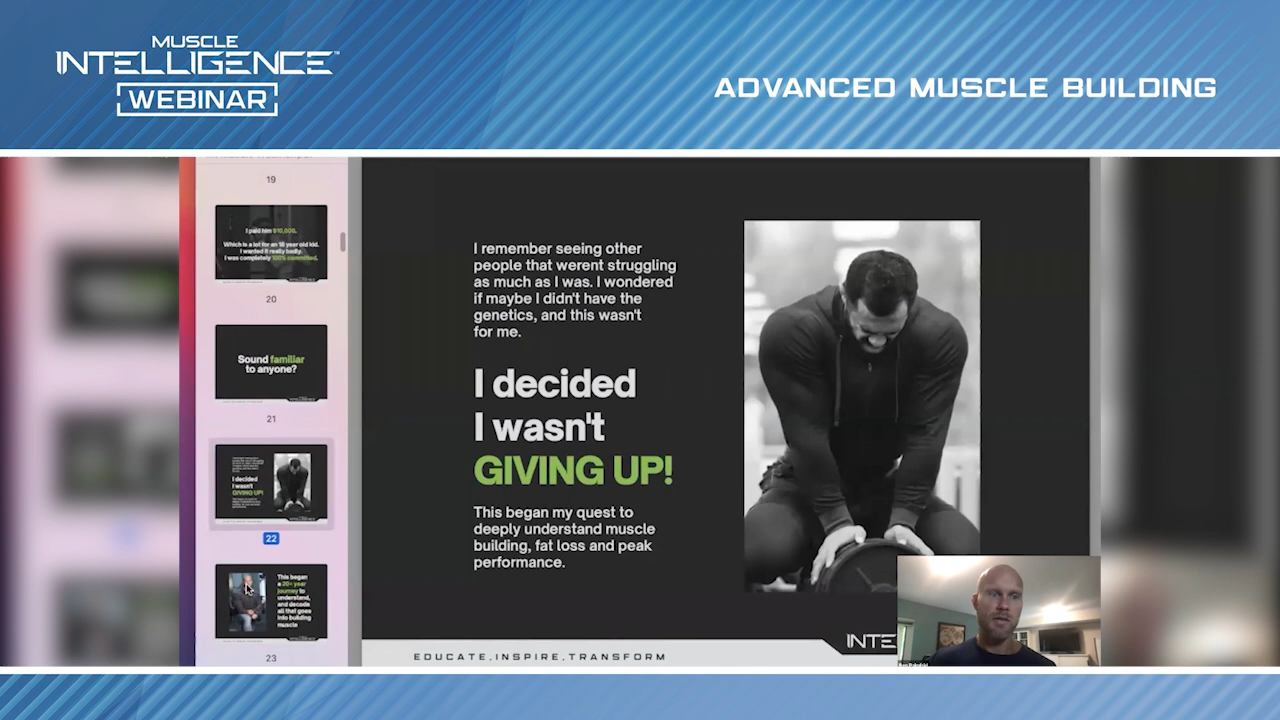 MUSCLE
INTELLIGENCE™
WEBINAR
ADVANCED MUSCLE BUILDING
19
I paid him $10,000.
Which is a lot for an 18 year old kid.
I wanted it really badly.
I was completely 100% committed.
20
Sound familiar
to anyone?
21
I decided
I wasn't
GIVING UP!
22
This began
a 20+ year
journey to
understand,
and decode
all that goes
into building
muscle
23
I remember seeing other
people that werent struggling
as much as I was. I wondered
if maybe I didn't have the
genetics, and this wasn't
for me.
I decided
I wasn't
GIVING UP!
This began my quest to
deeply understand muscle
building, fat loss and peak
performance.
EDUCATE.INSPIRE.TRANSFORM
INTE